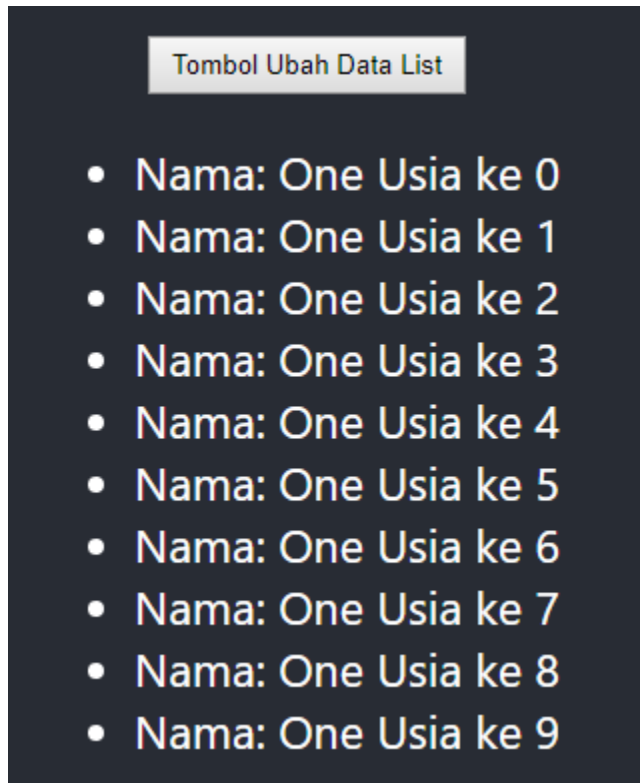 Tombol Ubah Data List
Nama: One Usia ke 0
Nama: One Usia ke 1
Nama: One Usia ke 2
Nama: One Usia ke 3
Nama: One Usia ke 4
Nama: One Usia ke 5
Nama: One Usia ke 6
Nama: One Usia ke 7
Nama: One Usia ke 8
Nama: One Usia ke 9